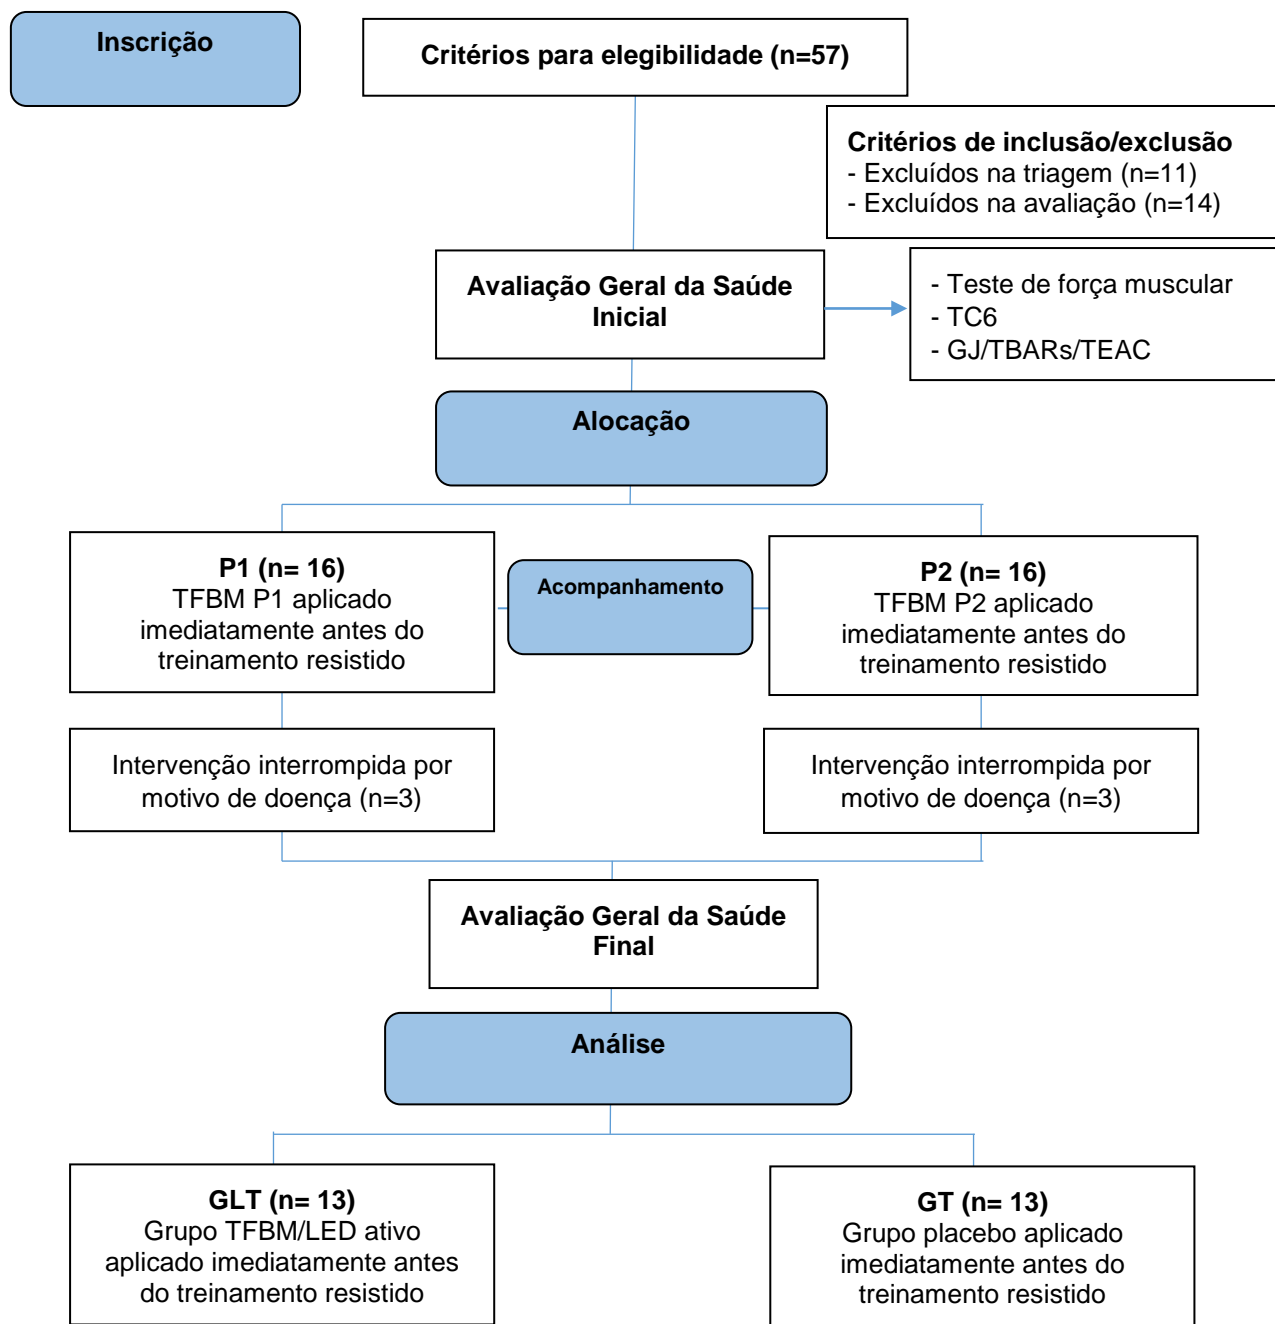 Inscrição
Critérios para elegibilidade (n=57)
Critérios de inclusão/exclusão
- Excluídos na triagem (n=11)
- Excluídos na avaliação (n=14)
Avaliação Geral da Saúde
Inicial
- Teste de força muscular
- TC6
- GJ/TBARs/TEAC
Alocação
P1 (n= 16)
TFBM P1 aplicado
imediatamente antes do
treinamento resistido
Acompanhamento
P2 (n= 16)
TFBM P2 aplicado
imediatamente antes do
treinamento resistido
Intervenção interrompida por
motivo de doença (n=3)
Intervenção interrompida por
motivo de doença (n=3)
Avaliação Geral da Saúde
Final
Análise
GLT (n= 13)
Grupo TFBM/LED ativo
aplicado imediatamente antes
do treinamento resistido
GT (n= 13)
Grupo placebo aplicado
imediatamente antes do
treinamento resistido